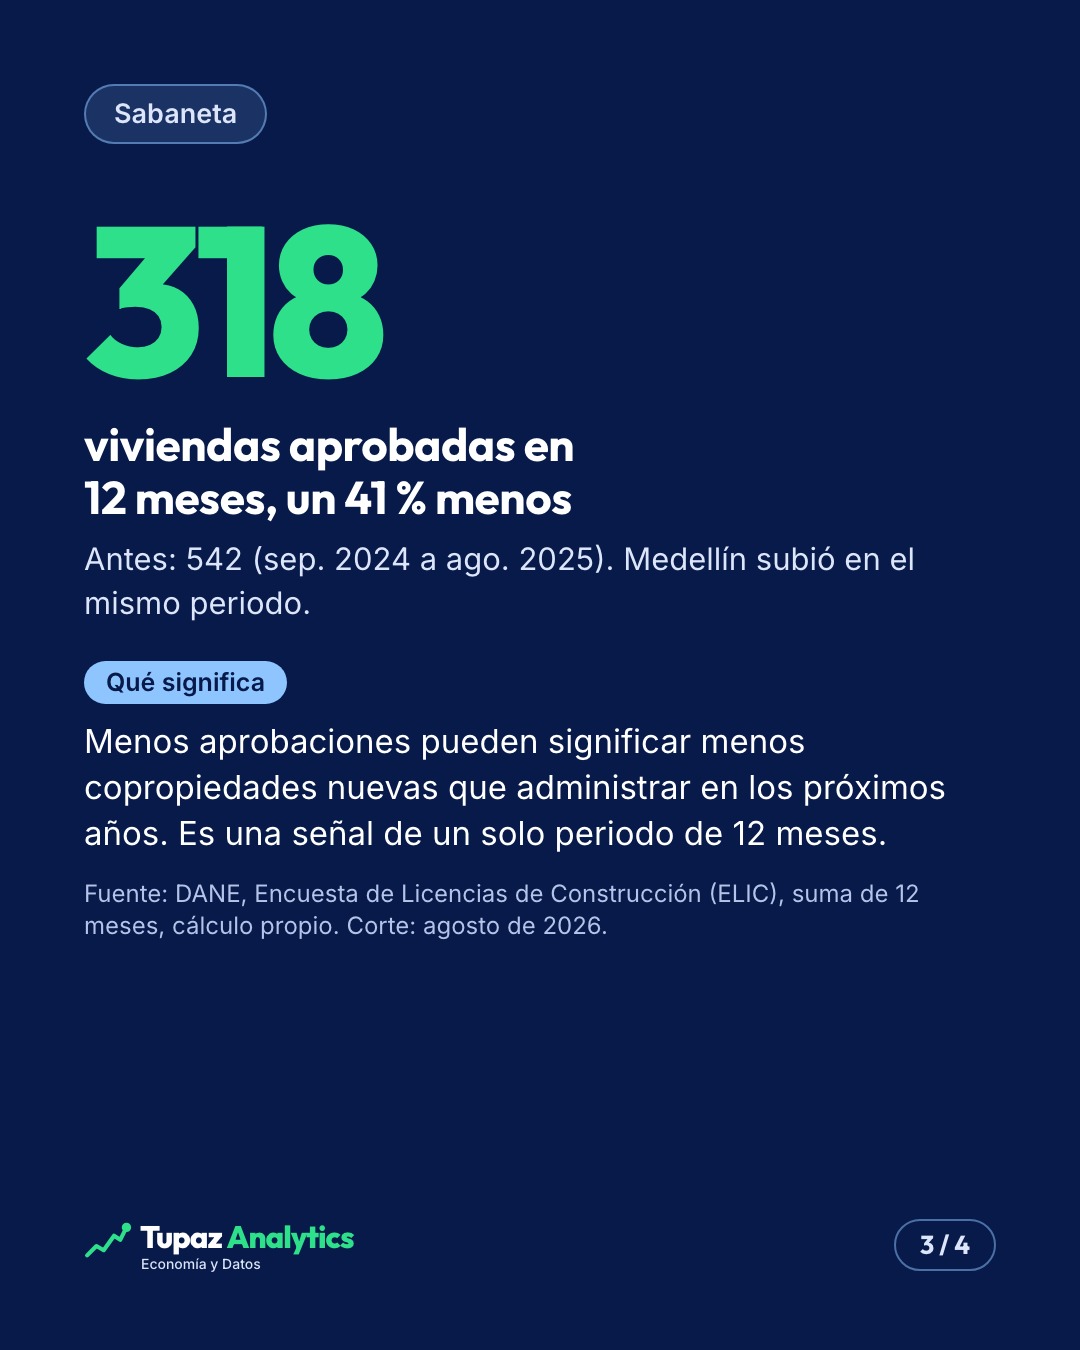 Sabaneta
318
viviendas aprobadas en
12 meses, un 41 % menos
Antes: 542 (sep. 2024 a ago. 2025). Medellín subió en el
mismo periodo.
Qué significa
Menos aprobaciones pueden significar menos
copropiedades nuevas que administrar en los próximos
años. Es una señal de un solo periodo de 12 meses.
Fuente: DANE, Encuesta de Licencias de Construcción (ELIC), suma de 12
meses, cálculo propio. Corte: agosto de 2026.
Tupaz Analytics
Economía y Datos
3 / 4